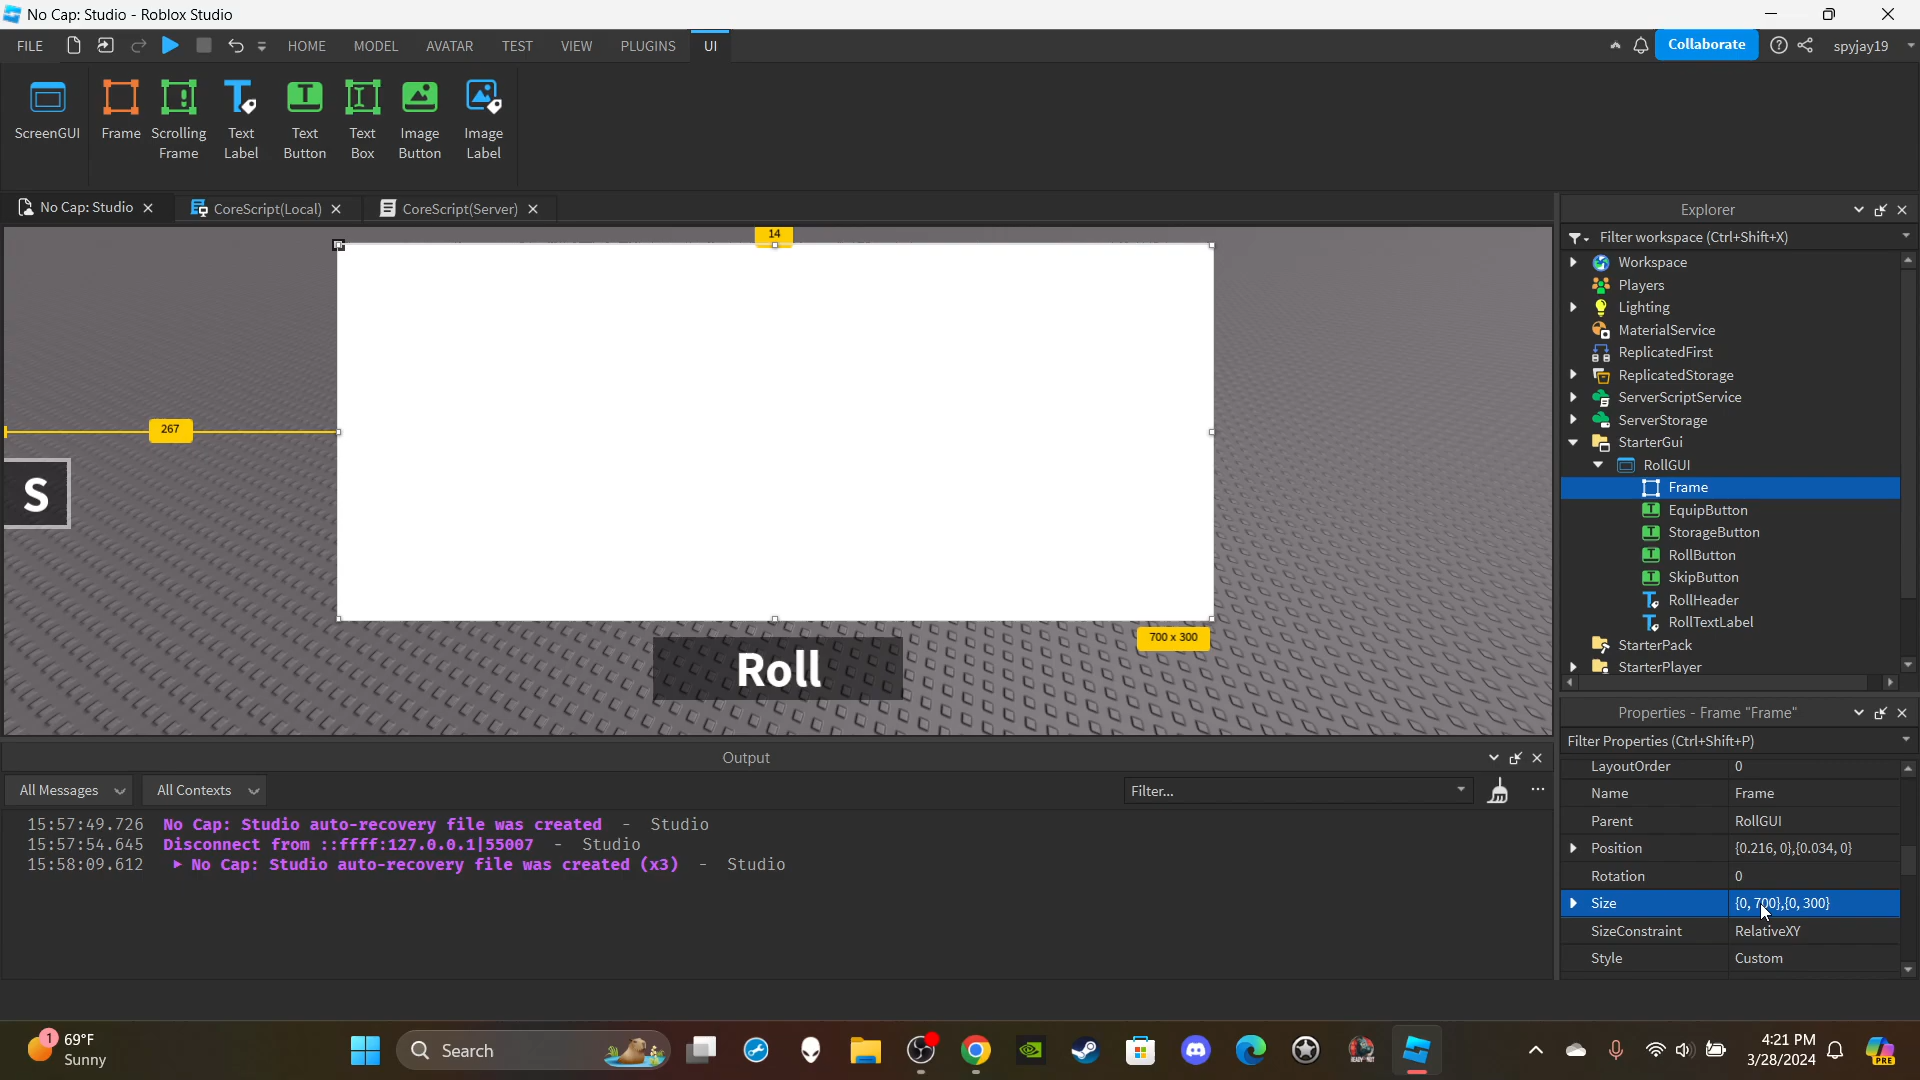 No Cap: Studio - Roblox Studio
FILE HOME MODEL AVATAR TEST VIEW PLUGINS UI Collaborate spyjay19
ScreenGUI Frame Scrolling Frame Text Label Text Button Text Box Image Button Image Label
No Cap: Studio CoreScript(Local) CoreScript(Server)
14
267
S
700 x 300
Roll
Explorer
Filter workspace (Ctrl+Shift+X)
Workspace
Players
Lighting
MaterialService
ReplicatedFirst
ReplicatedStorage
ServerScriptService
ServerStorage
StarterGui
RollGUI
Frame
EquipButton
StorageButton
RollButton
SkipButton
RollHeader
RollTextLabel
StarterPack
StarterPlayer
Properties - Frame "Frame"
Filter Properties (Ctrl+Shift+P)
LayoutOrder 0
Name Frame
Parent RollGUI
Position {0.216, 0},{0.034, 0}
Rotation 0
Size {0, 700},{0, 300}
SizeConstraint RelativeXY
Style Custom
Output
All Messages All Contexts Filter...
15:57:49.726 No Cap: Studio auto-recovery file was created - Studio
15:57:54.645 Disconnect from ::ffff:127.0.0.1|55007 - Studio
15:58:09.612 No Cap: Studio auto-recovery file was created (x3) - Studio
1 69°F
Sunny
Search
4:21 PM
3/28/2024
PRE